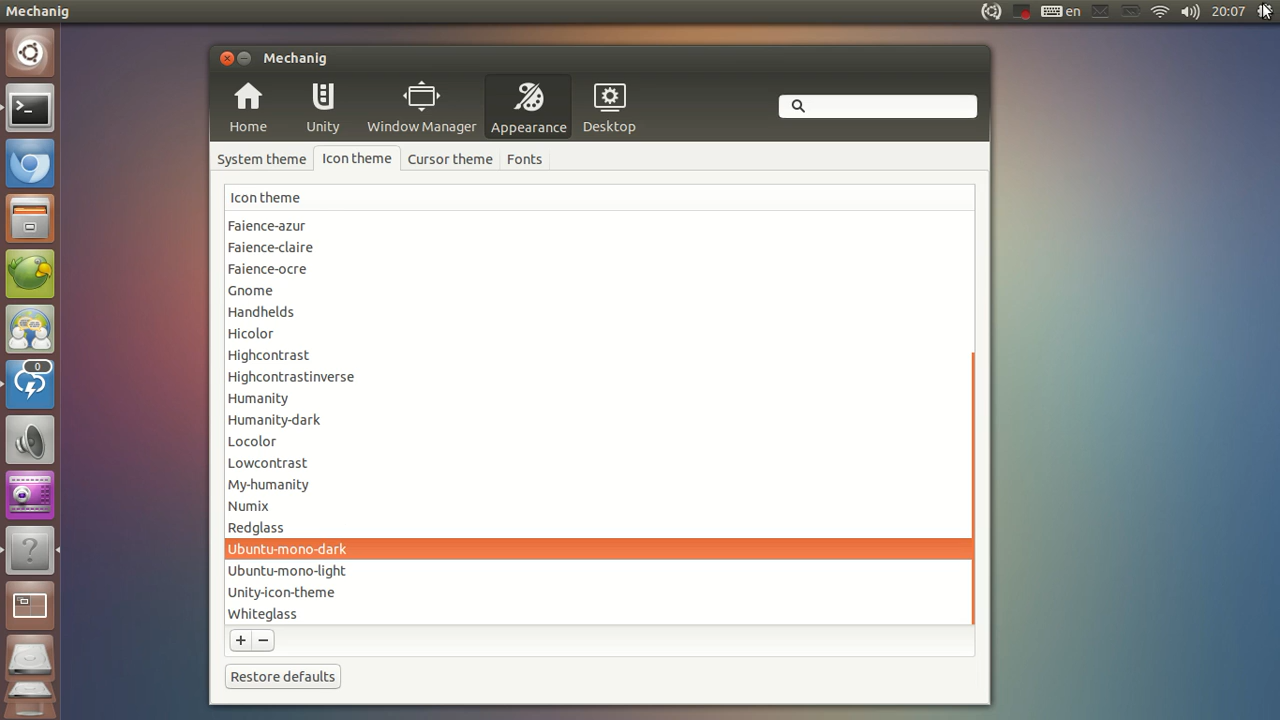 Mechanig
en
20:07
Mechanig
Home
Unity
Window Manager
Appearance
Desktop
System theme
Icon theme
Cursor theme
Fonts
Icon theme
Faience-azur
Faience-claire
Faience-ocre
Gnome
Handhelds
Hicolor
Highcontrast
Highcontrastinverse
Humanity
Humanity-dark
Locolor
Lowcontrast
My-humanity
Numix
Redglass
Ubuntu-mono-dark
Ubuntu-mono-light
Unity-icon-theme
Whiteglass
+
−
Restore defaults
>_
0
?